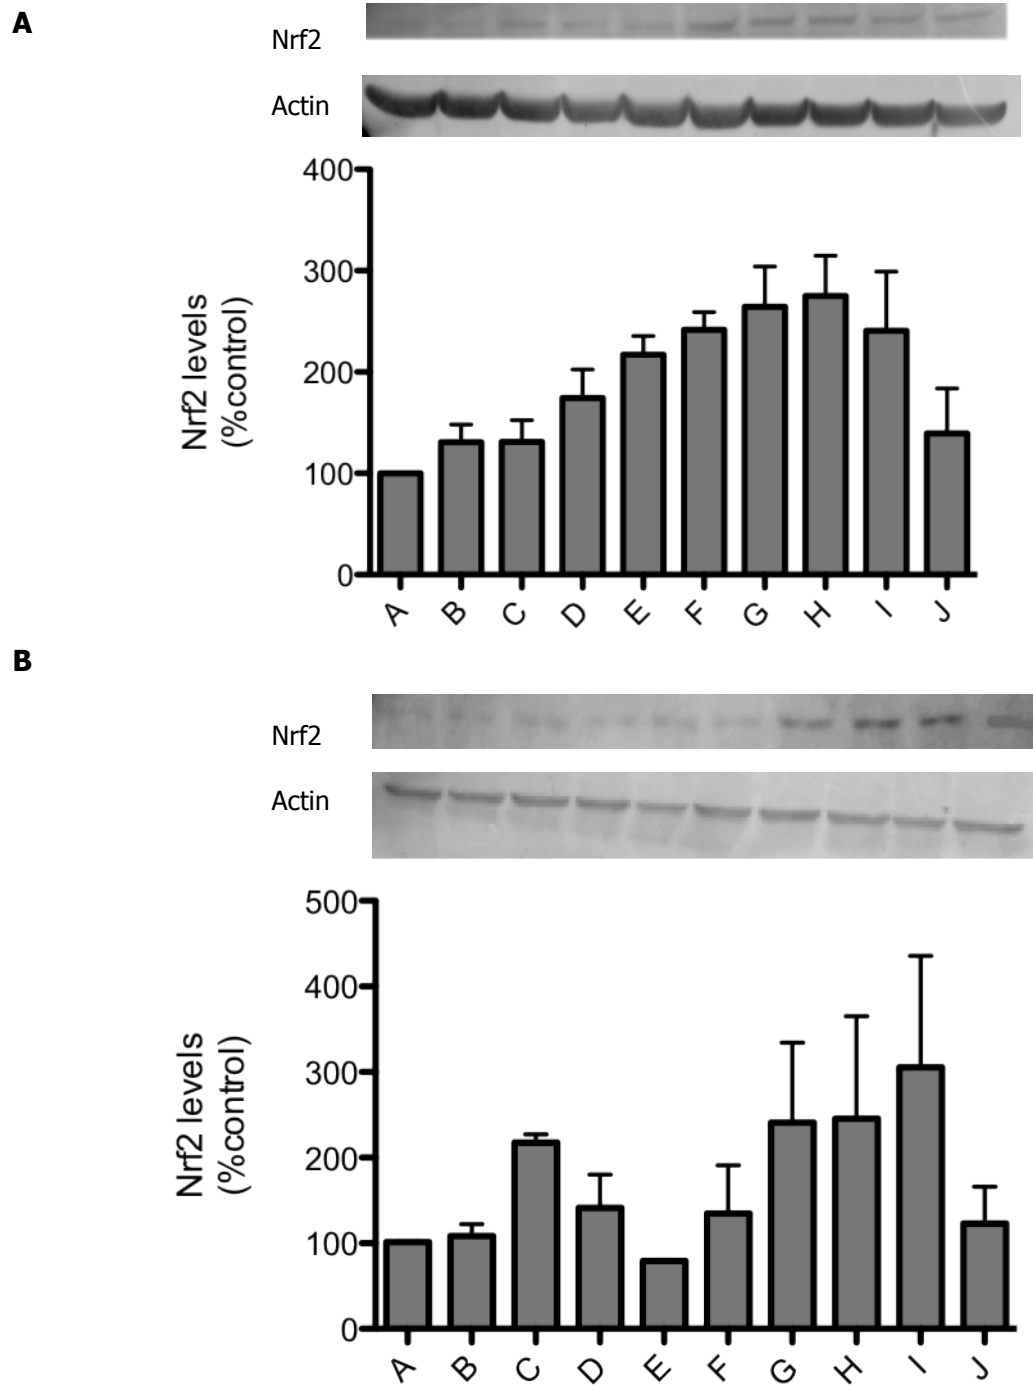 A
Nrf2
Actin
400
300
200
100
0
Nrf2 levels
(%control)
A B C D E F G H I J
B
Nrf2
Actin
500
400
300
200
100
0
Nrf2 levels
(%control)
A B C D E F G H I J